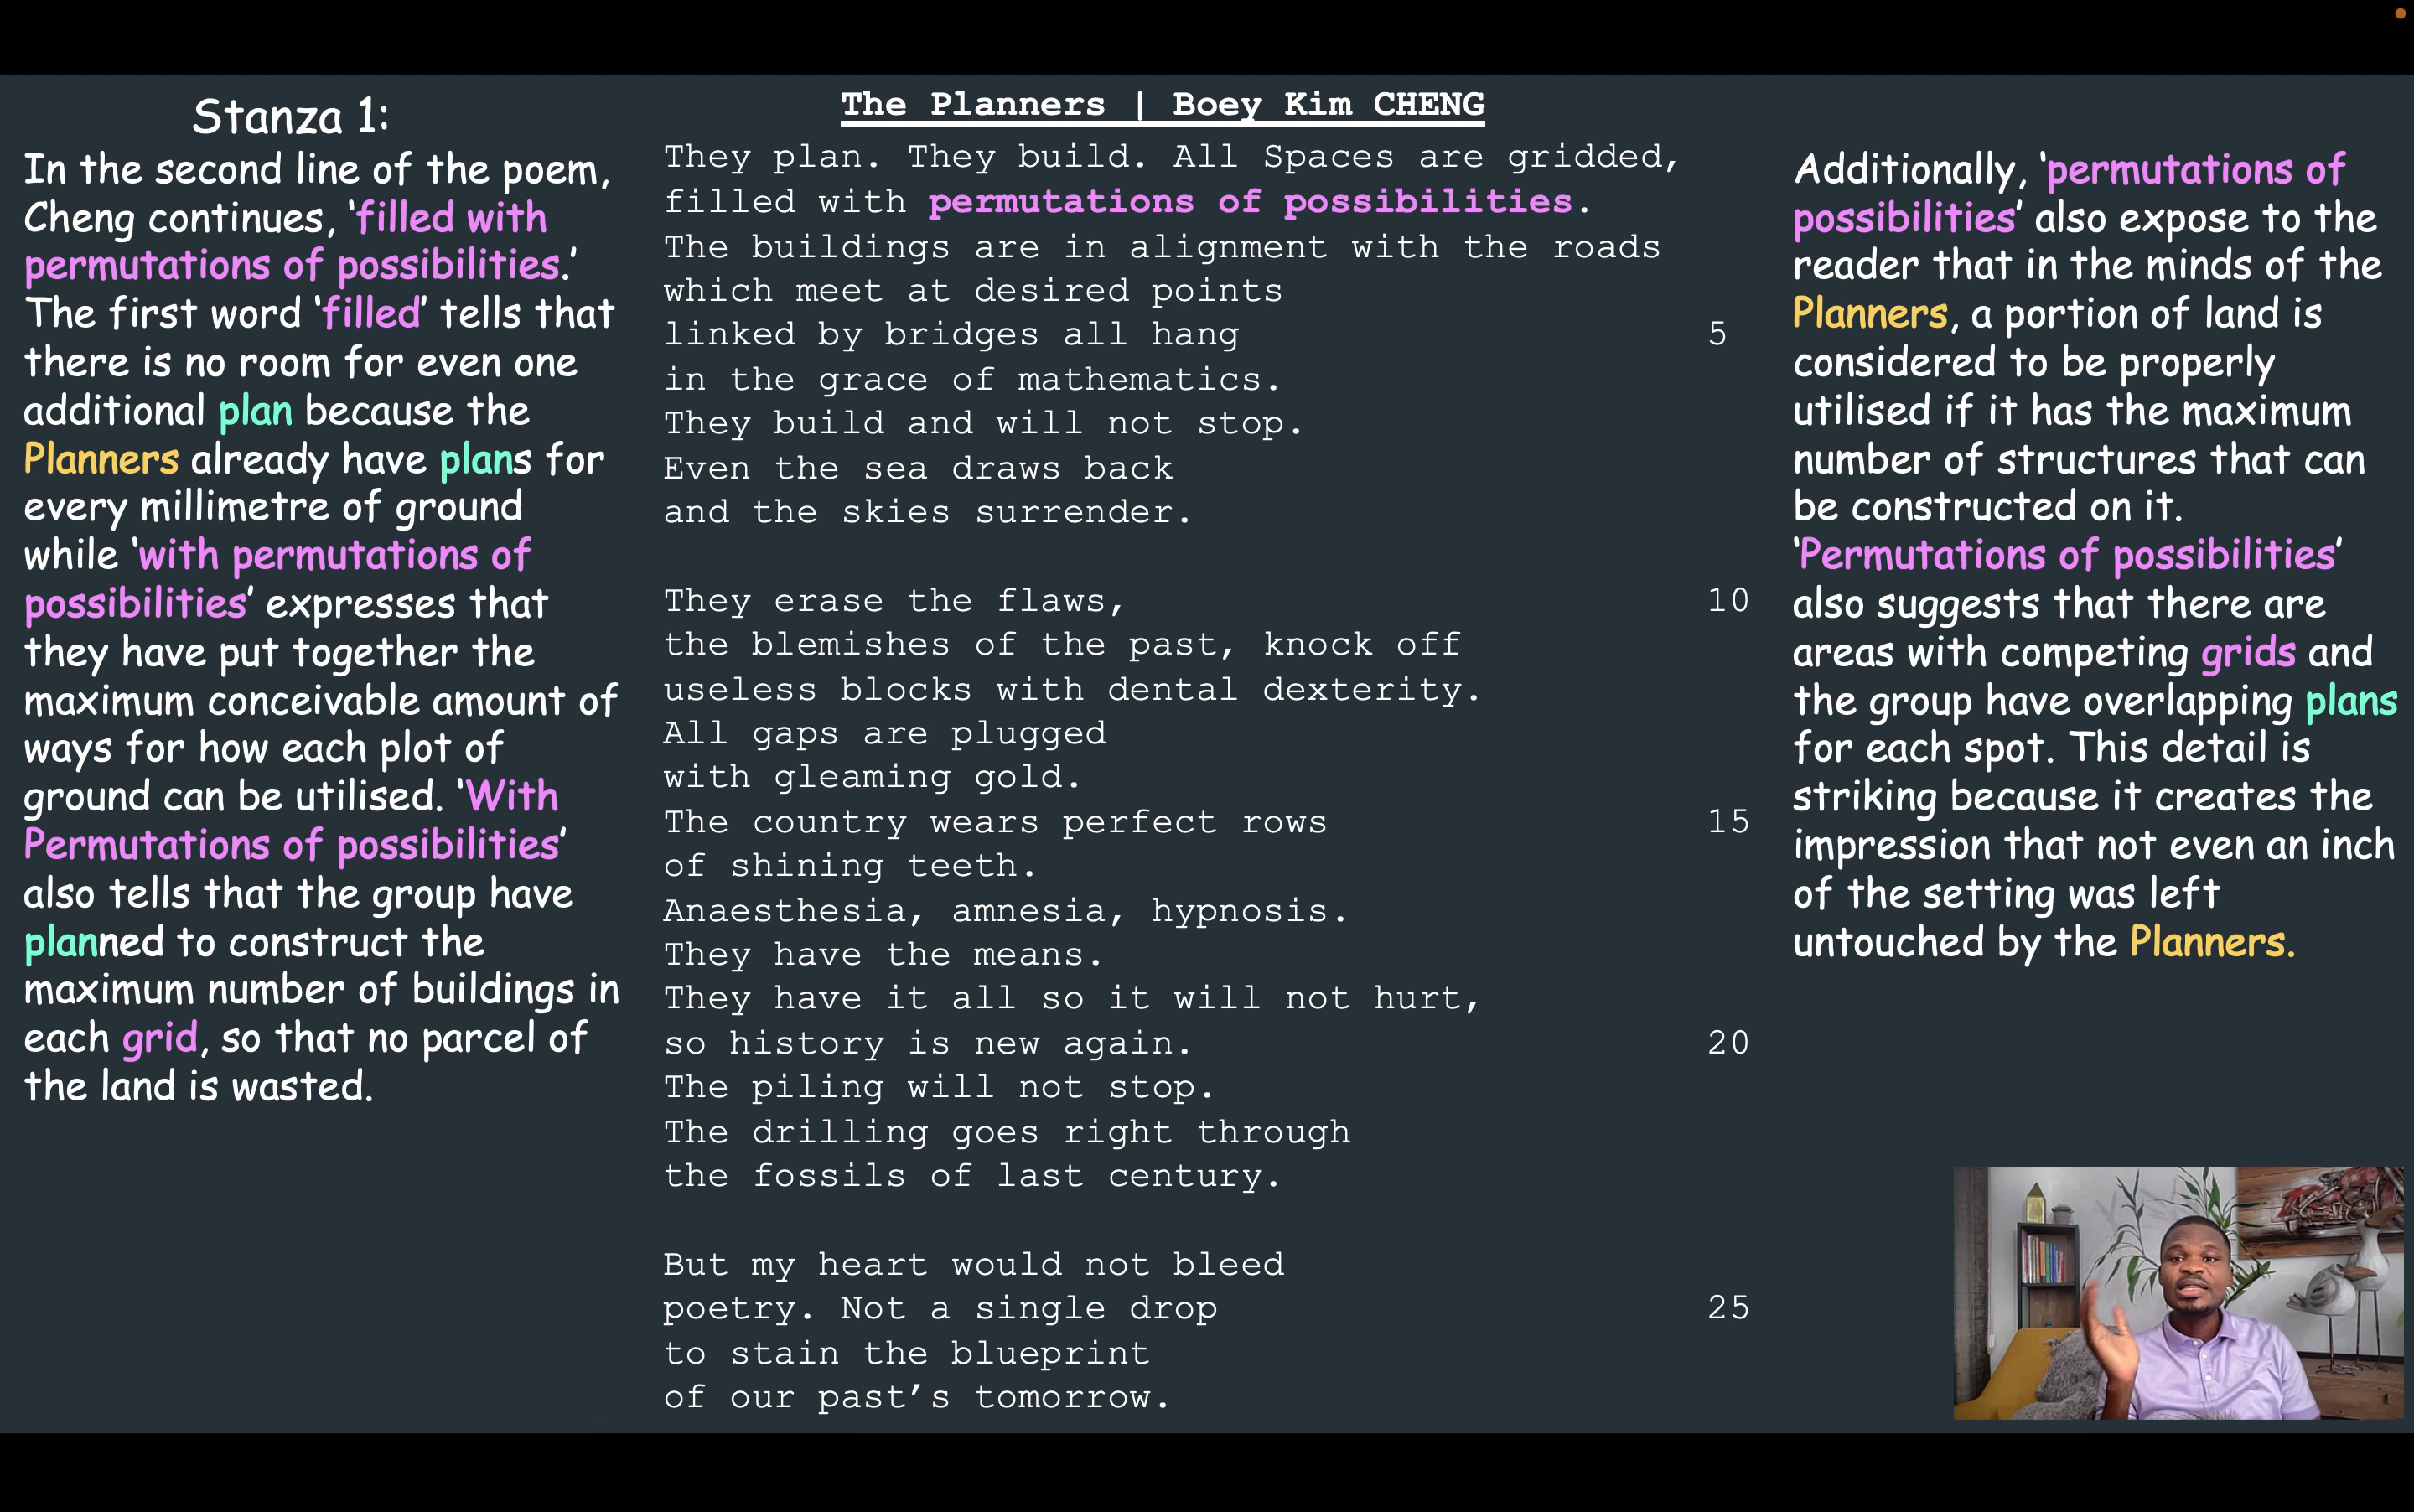 Stanza 1:
In the second line of the poem,
Cheng continues, ‘filled with
permutations of possibilities.’
The first word ‘filled’ tells that
there is no room for even one
additional plan because the
Planners already have plans for
every millimetre of ground
while ‘with permutations of
possibilities’ expresses that
they have put together the
maximum conceivable amount of
ways for how each plot of
ground can be utilised. ‘With
Permutations of possibilities’
also tells that the group have
planned to construct the
maximum number of buildings in
each grid, so that no parcel of
the land is wasted.
The Planners | Boey Kim CHENG
They plan. They build. All Spaces are gridded,
filled with permutations of possibilities.
The buildings are in alignment with the roads
which meet at desired points
linked by bridges all hang 5
in the grace of mathematics.
They build and will not stop.
Even the sea draws back
and the skies surrender.
They erase the flaws, 10
the blemishes of the past, knock off
useless blocks with dental dexterity.
All gaps are plugged
with gleaming gold.
The country wears perfect rows 15
of shining teeth.
Anaesthesia, amnesia, hypnosis.
They have the means.
They have it all so it will not hurt,
so history is new again. 20
The piling will not stop.
The drilling goes right through
the fossils of last century.
But my heart would not bleed
poetry. Not a single drop 25
to stain the blueprint
of our past’s tomorrow.
Additionally, ‘permutations of
possibilities’ also expose to the
reader that in the minds of the
Planners, a portion of land is
considered to be properly
utilised if it has the maximum
number of structures that can
be constructed on it.
‘Permutations of possibilities’
also suggests that there are
areas with competing grids and
the group have overlapping plans
for each spot. This detail is
striking because it creates the
impression that not even an inch
of the setting was left
untouched by the Planners.